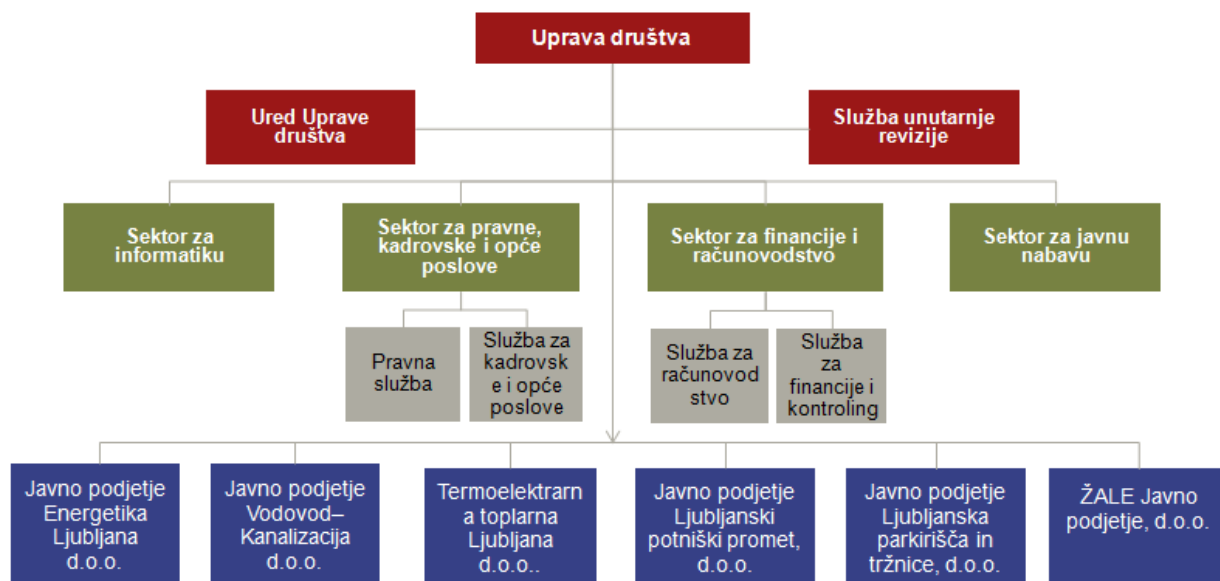 Uprava društva
Ured Uprave
društva
Služba unutarnje
revizije
Sektor za
informatiku
Sektor za pravne,
kadrovske i opće
poslove
Sektor za financije i
računovodstvo
Sektor za javnu
nabavu
Pravna
služba
Služba za
kadrovsk
e i opće
poslove
Služba za
računovod
stvo
Služba
za
financije i
kontroling
Javno podjetje
Energetika
Ljubljana
d.o.o.
Javno podjetje
Vodovod–
Kanalizacija
d.o.o.
Termoelektrarn
a toplarna
Ljubljana
d.o.o..
Javno podjetje
Ljubljanski
potniški promet,
d.o.o.
Javno podjetje
Ljubljanska
parkirišča in
tržnice, d.o.o.
ŽALE Javno
podjetje, d.o.o.